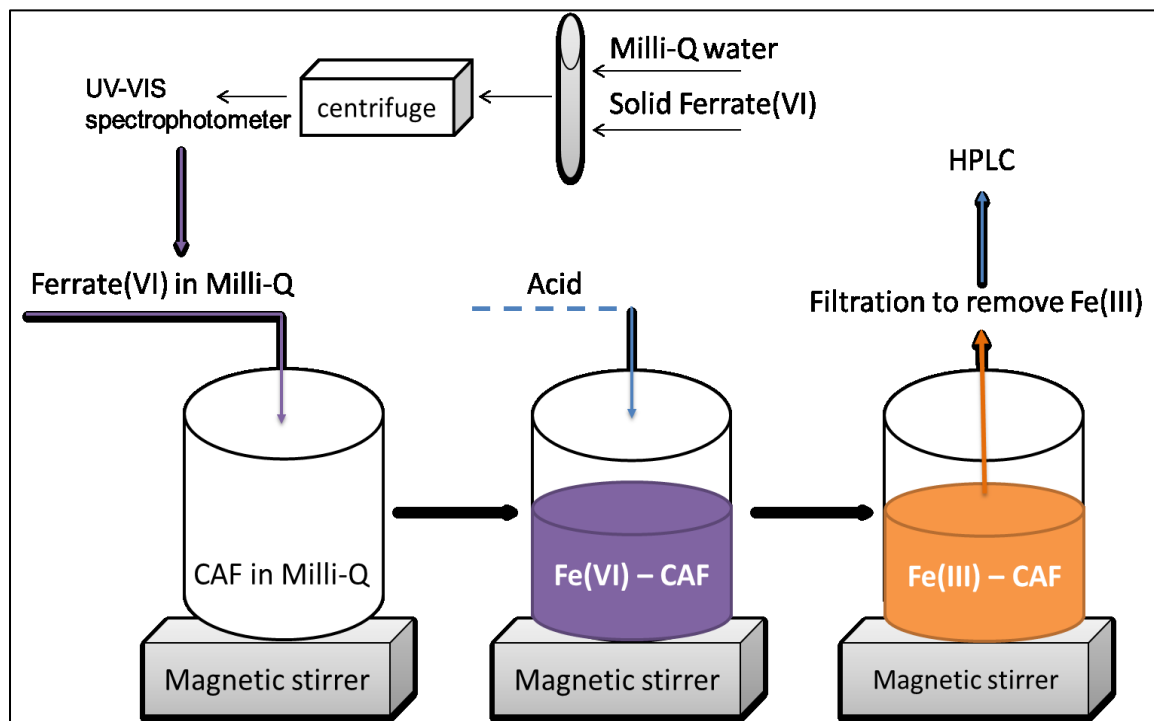 Milli-Q water
Solid Ferrate(VI)
centrifuge
UV-VIS
spectrophotometer
HPLC
Ferrate(VI) in Milli-Q
Acid
Filtration to remove Fe(III)
CAF in Milli-Q
Fe(VI) – CAF
Fe(III) – CAF
Magnetic stirrer
Magnetic stirrer
Magnetic stirrer